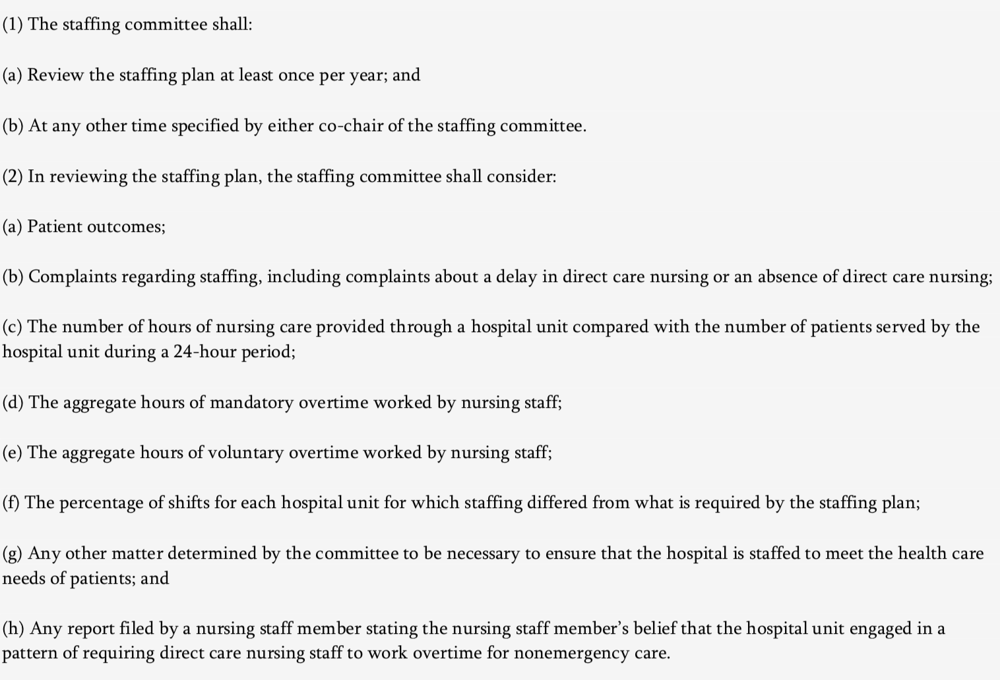 (1) The staffing committee shall:
(a) Review the staffing plan at least once per year; and
(b) At any other time specified by either co-chair of the staffing committee.
(2) In reviewing the staffing plan, the staffing committee shall consider:
(a) Patient outcomes;
(b) Complaints regarding staffing, including complaints about a delay in direct care nursing or an absence of direct care nursing;
(c) The number of hours of nursing care provided through a hospital unit compared with the number of patients served by the
hospital unit during a 24-hour period;
(d) The aggregate hours of mandatory overtime worked by nursing staff;
(e) The aggregate hours of voluntary overtime worked by nursing staff;
(f) The percentage of shifts for each hospital unit for which staffing differed from what is required by the staffing plan;
(g) Any other matter determined by the committee to be necessary to ensure that the hospital is staffed to meet the health care
needs of patients; and
(h) Any report filed by a nursing staff member stating the nursing staff member’s belief that the hospital unit engaged in a
pattern of requiring direct care nursing staff to work overtime for nonemergency care.